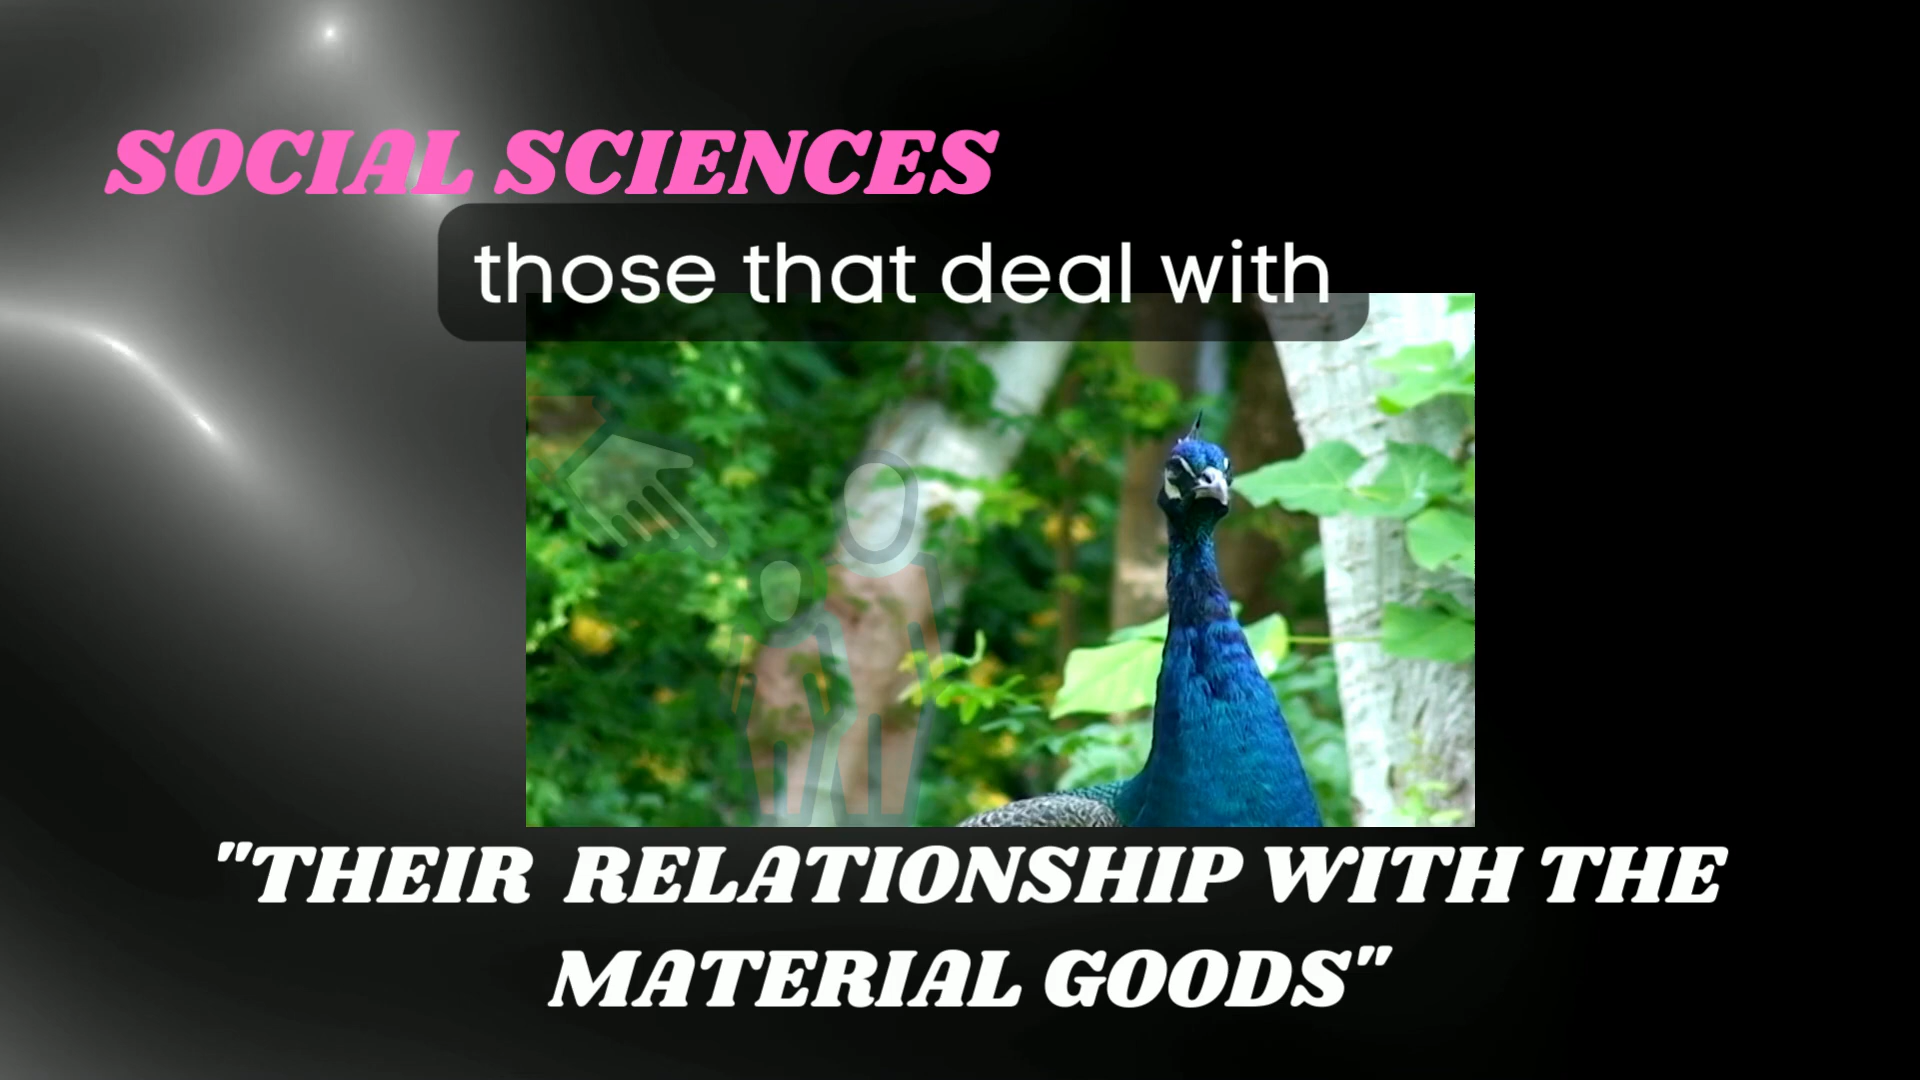 SOCIAL SCIENCES
those that deal with
"THEIR RELATIONSHIP WITH THE
MATERIAL GOODS"